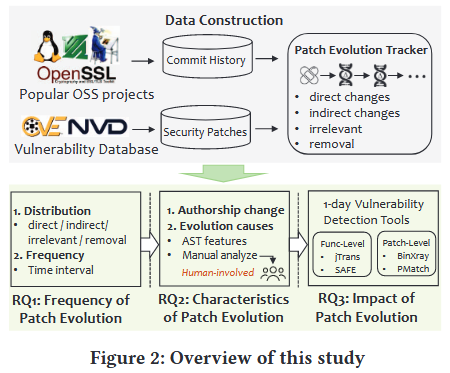 Data Construction
OpenSSL
Popular OSS projects
Commit History
CVE NVD
Vulnerability Database
Security Patches
Patch Evolution Tracker
• direct changes
• indirect changes
• irrelevant
• removal
1. Distribution
• direct / indirect/
irrelevant / removal
2. Frequency
• Time interval
RQ1: Frequency of
Patch Evolution
1. Authorship change
2. Evolution causes
• AST features
• Manual analyze
Human-involved
RQ2: Characteristics
of Patch Evolution
1-day Vulnerability
Detection Tools
Func-Level
• jTrans
• SAFE
Patch-Level
• BinXray
• PMatch
RQ3: Impact of
Patch Evolution
Figure 2: Overview of this study